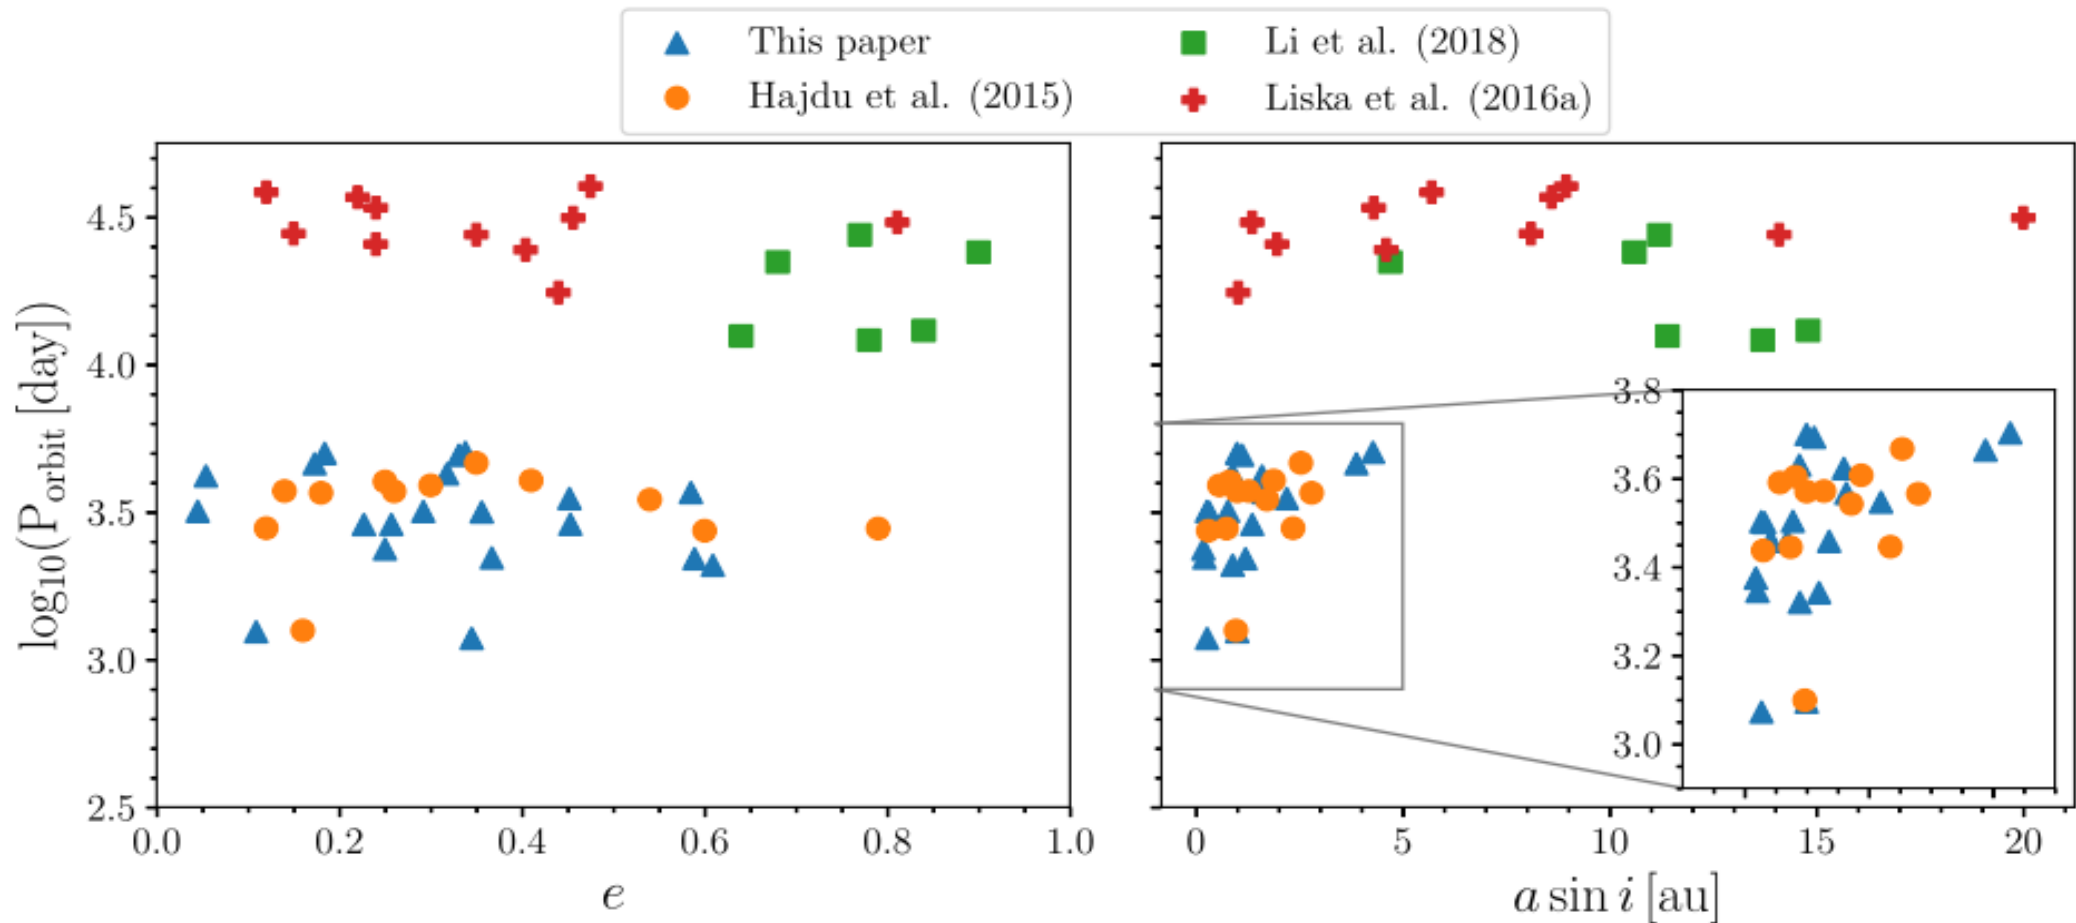 This paper
Hajdu et al. (2015)
Li et al. (2018)
Liska et al. (2016a)
log10(Porbit [day])
4.5
4.0
3.5
3.0
2.5
0.0 0.2 0.4 0.6 0.8 1.0
e
3.8
3.6
3.4
3.2
3.0
0 5 10 15 20
a sin i [au]